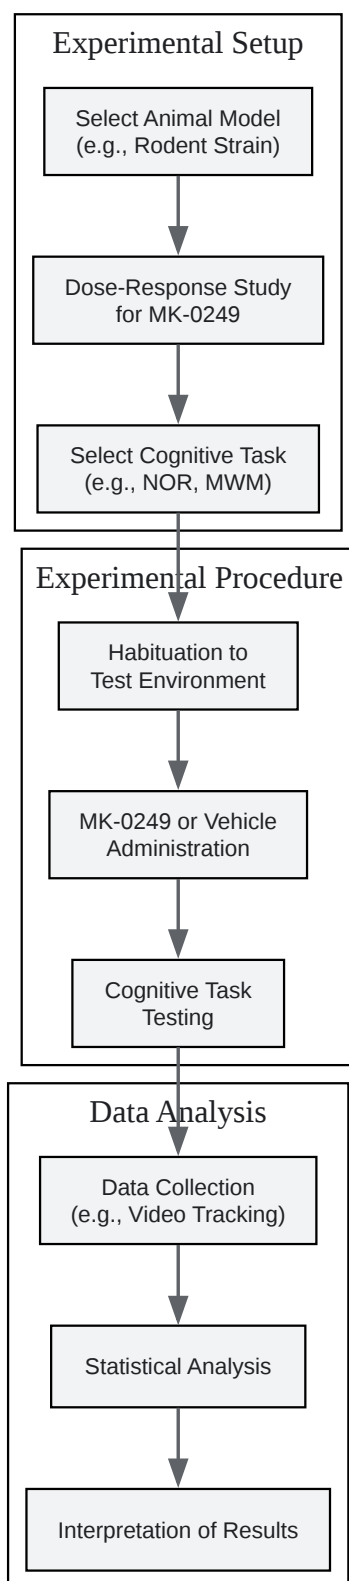 Experimental Setup
Select Animal Model
(e.g., Rodent Strain)
Dose-Response Study
for MK-0249
Select Cognitive Task
(e.g., NOR, MWM)
Experimental Procedure
Habituation to
Test Environment
MK-0249 or Vehicle
Administration
Cognitive Task
Testing
Data Analysis
Data Collection
(e.g., Video Tracking)
Statistical Analysis
Interpretation of Results